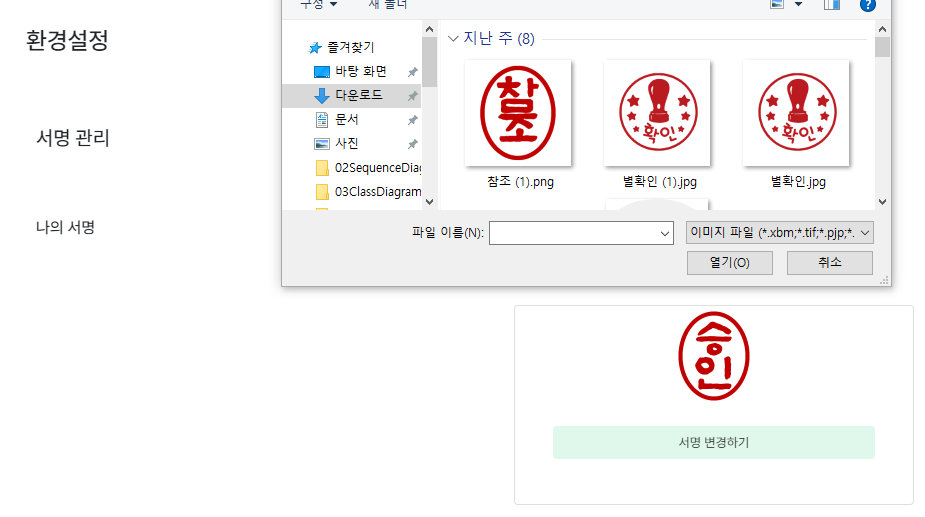 구성
새 폴더
환경설정
서명 관리
나의 서명
즐겨찾기
바탕 화면
다운로드
문서
사진
02SequenceDia
03ClassDiagram
지난 주 (8)
참조
확인
확인
참조 (1).png
별확인 (1).jpg
별확인.jpg
파일 이름(N):
이미지 파일 (*.xbm;*.tif;*.pjp;*.
열기(O)
취소
승인
서명 변경하기